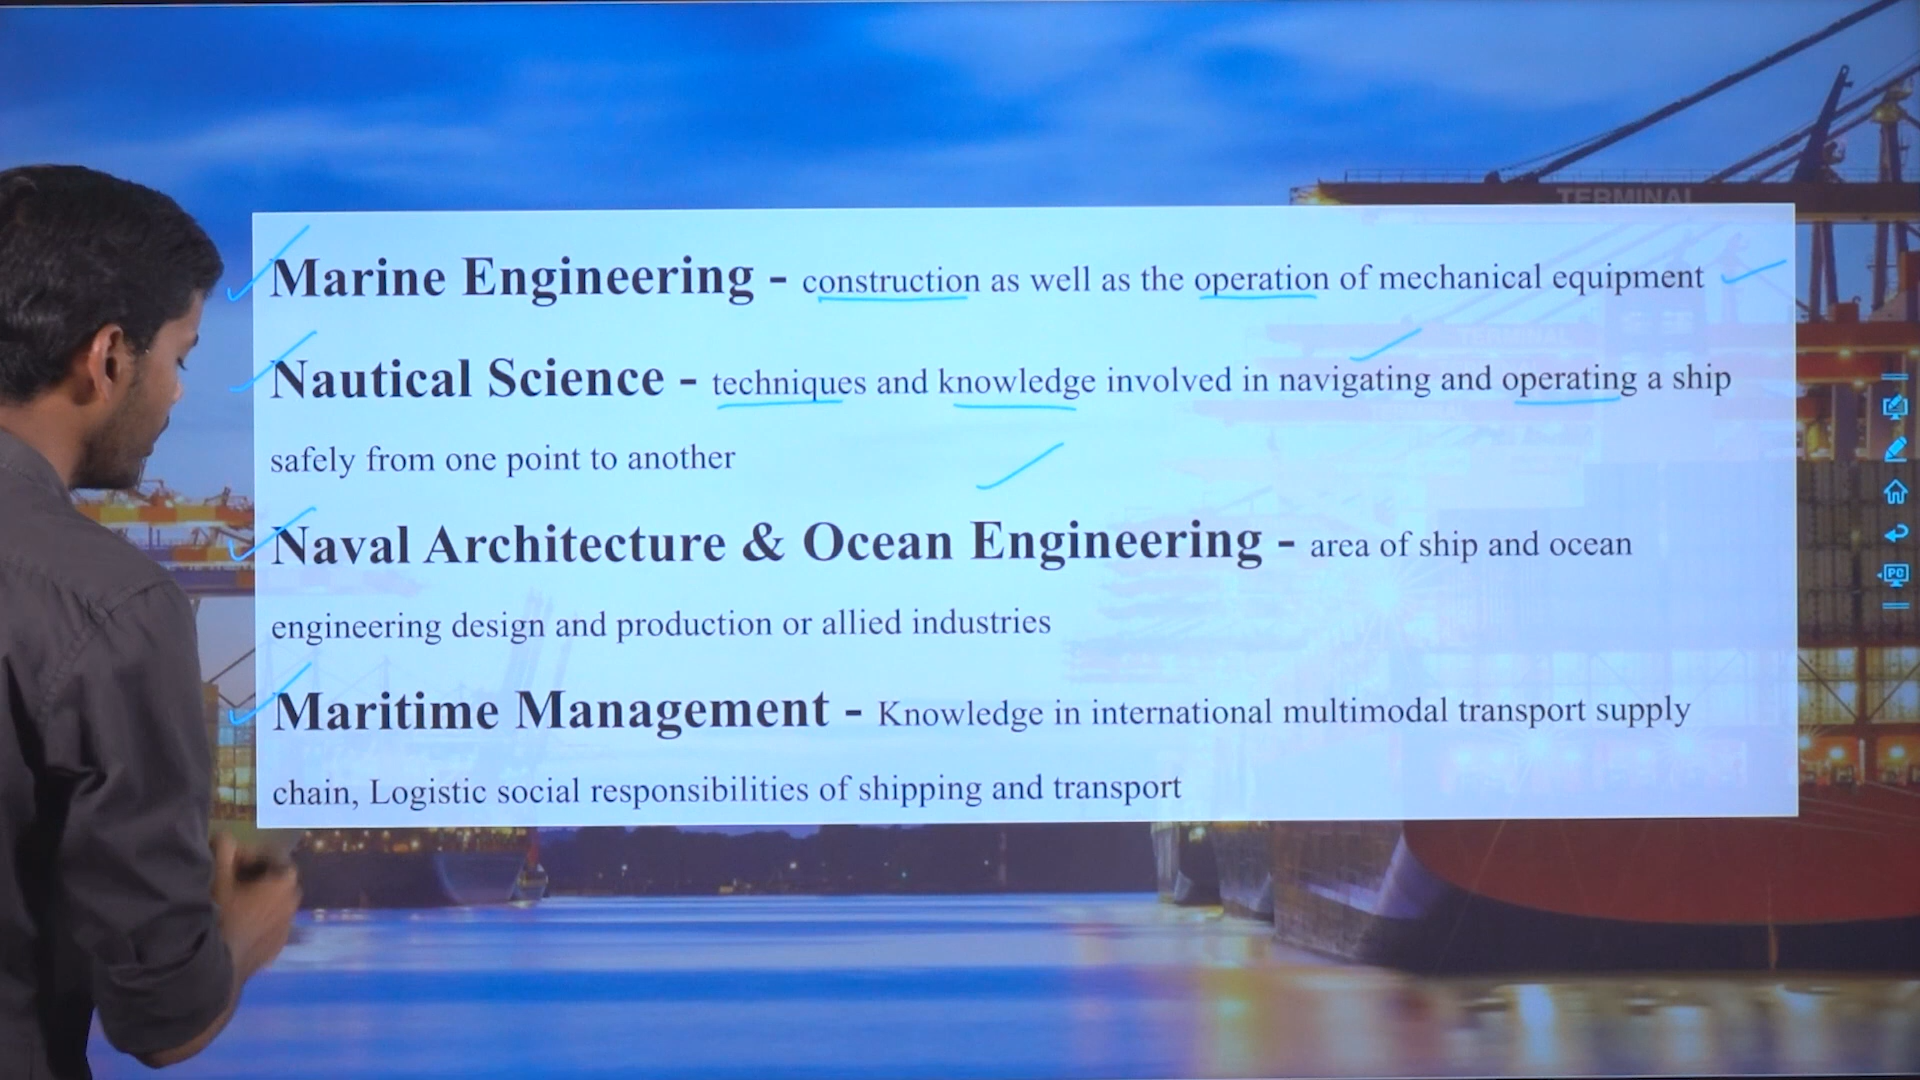 TERMINAL
Marine Engineering - construction as well as the operation of mechanical equipment
Nautical Science - techniques and knowledge involved in navigating and operating a ship
safely from one point to another
Naval Architecture & Ocean Engineering - area of ship and ocean
engineering design and production or allied industries
Maritime Management - Knowledge in international multimodal transport supply
chain, Logistic social responsibilities of shipping and transport
PC